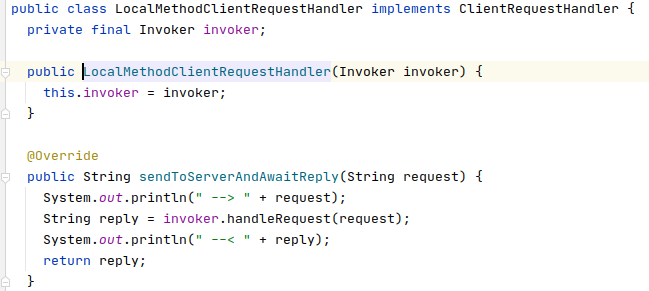 public class LocalMethodClientRequestHandler implements ClientRequestHandler {
  private final Invoker invoker;
  public LocalMethodClientRequestHandler(Invoker invoker) {
    this.invoker = invoker;
  }
  @Override
  public String sendToServerAndAwaitReply(String request) {
    System.out.println(" --> " + request);
    String reply = invoker.handleRequest(request);
    System.out.println(" --< " + reply);
    return reply;
  }